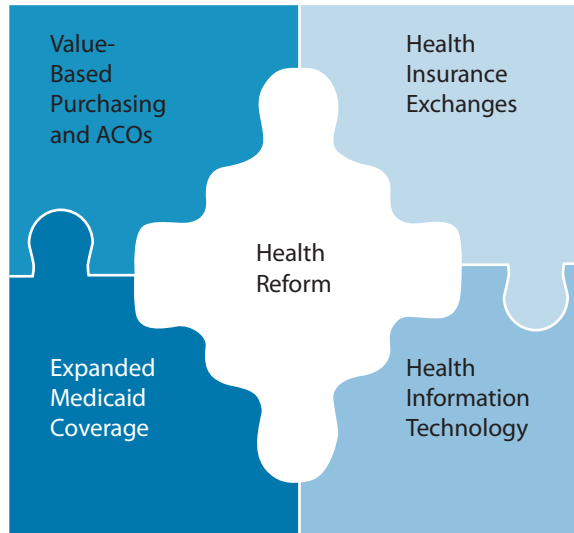 Value-
Based
Purchasing
and ACOs
Health
Insurance
Exchanges
Health
Reform
Expanded
Medicaid
Coverage
Health
Information
Technology